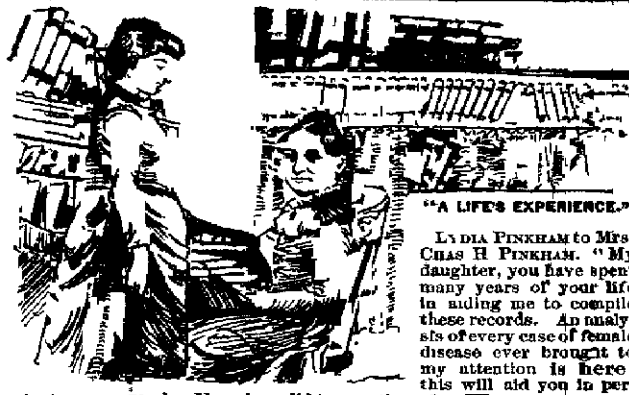 "A LIFE'S EXPERIENCE."
LYDIA PINKHAM to Mrs.
CHAS H PINKHAM. "My
daughter, you have spent
many years of your life
in aiding me to compile
these records. An analy
sis of every case of female
disease ever brought to
my attention is here
this will aid you in per